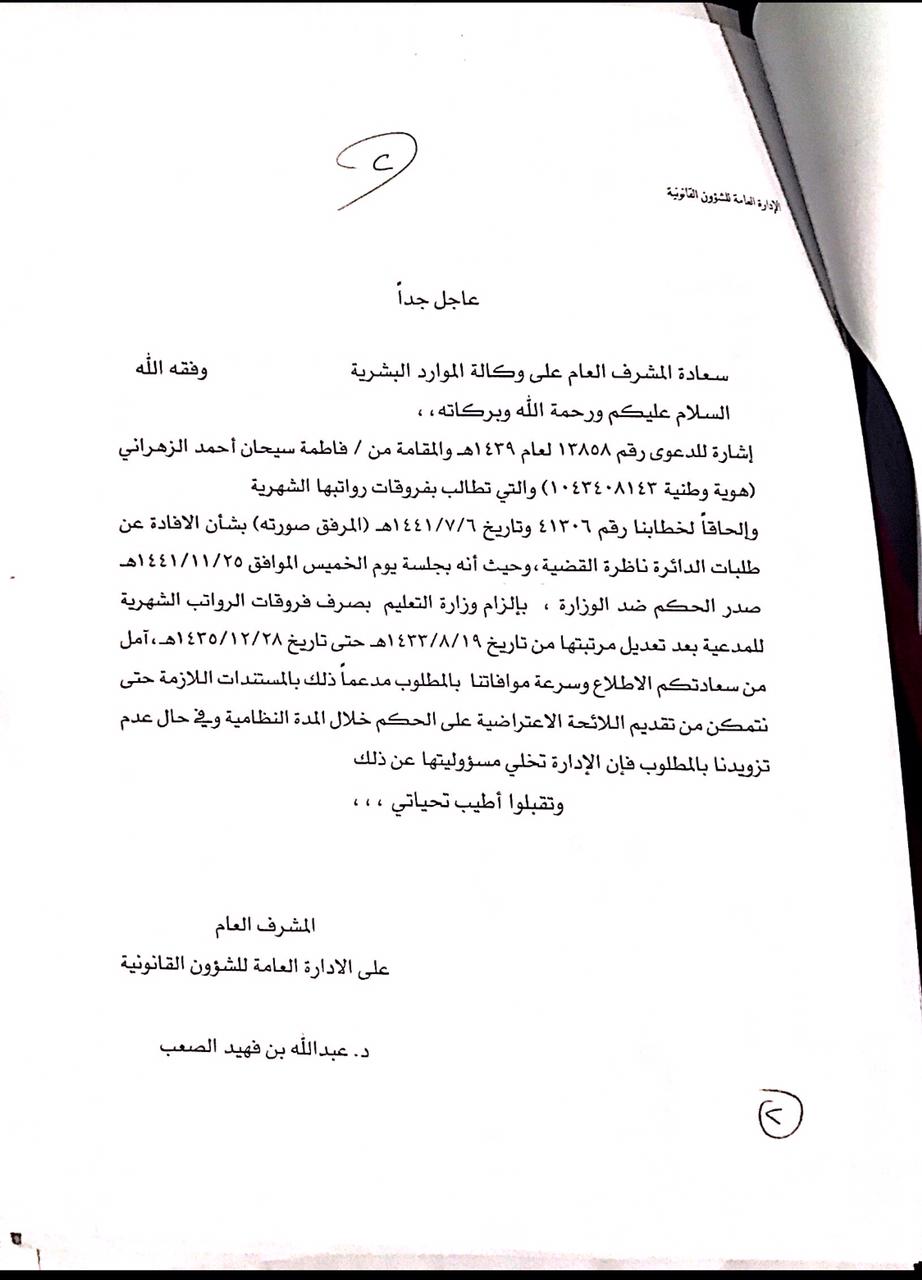 الإدارة العامة للشؤون القانونية
عاجل جداً
سعادة المشرف العام على وكالة الموارد البشرية وفقه الله
السلام عليكم ورحمة الله وبركاته،،
إشارة للدعوى رقم ١٣٨٥٨ لعام ١٤٣٩هـ والمقامة من / فاطمة سيحان أحمد الزهراني
(هوية وطنية ١٠٤٣٤٠٨١٤٣) والتي تطالب بفروقات رواتبها الشهرية
وإلحاقاً لخطابنا رقم ٤١٣٠٦ وتاريخ ١٤٤١/٧/٦هـ (المرفق صورته) بشأن الافادة عن
طلبات الدائرة ناظرة القضية، وحيث أنه بجلسة يوم الخميس الموافق ١٤٤١/١١/٢٥هـ
صدر الحكم ضد الوزارة ، بإلزام وزارة التعليم بصرف فروقات الرواتب الشهرية
للمدعية بعد تعديل مرتبتها من تاريخ ١٤٣٣/٨/١٩هـ حتى تاريخ ١٤٣٥/١٢/٢٨هـ، آمل
من سعادتكم الاطلاع وسرعة موافاتنا بالمطلوب مدعماً ذلك بالمستندات اللازمة حتى
نتمكن من تقديم اللائحة الاعتراضية على الحكم خلال المدة النظامية وفي حال عدم
تزويدنا بالمطلوب فإن الإدارة تخلي مسؤوليتها عن ذلك
وتقبلوا أطيب تحياتي ،،،
المشرف العام
على الادارة العامة للشؤون القانونية
د. عبدالله بن فهيد الصعب